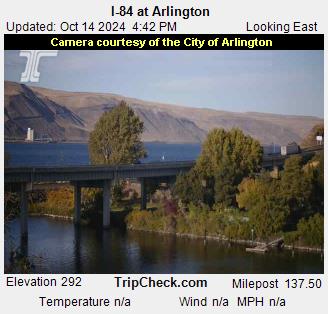 I-84 at Arlington
Updated: Oct 14 2024 4:42 PM Looking East
Camera courtesy of the City of Arlington
Elevation 292 TripCheck.com Milepost 137.50
Temperature n/a Wind n/a MPH n/a